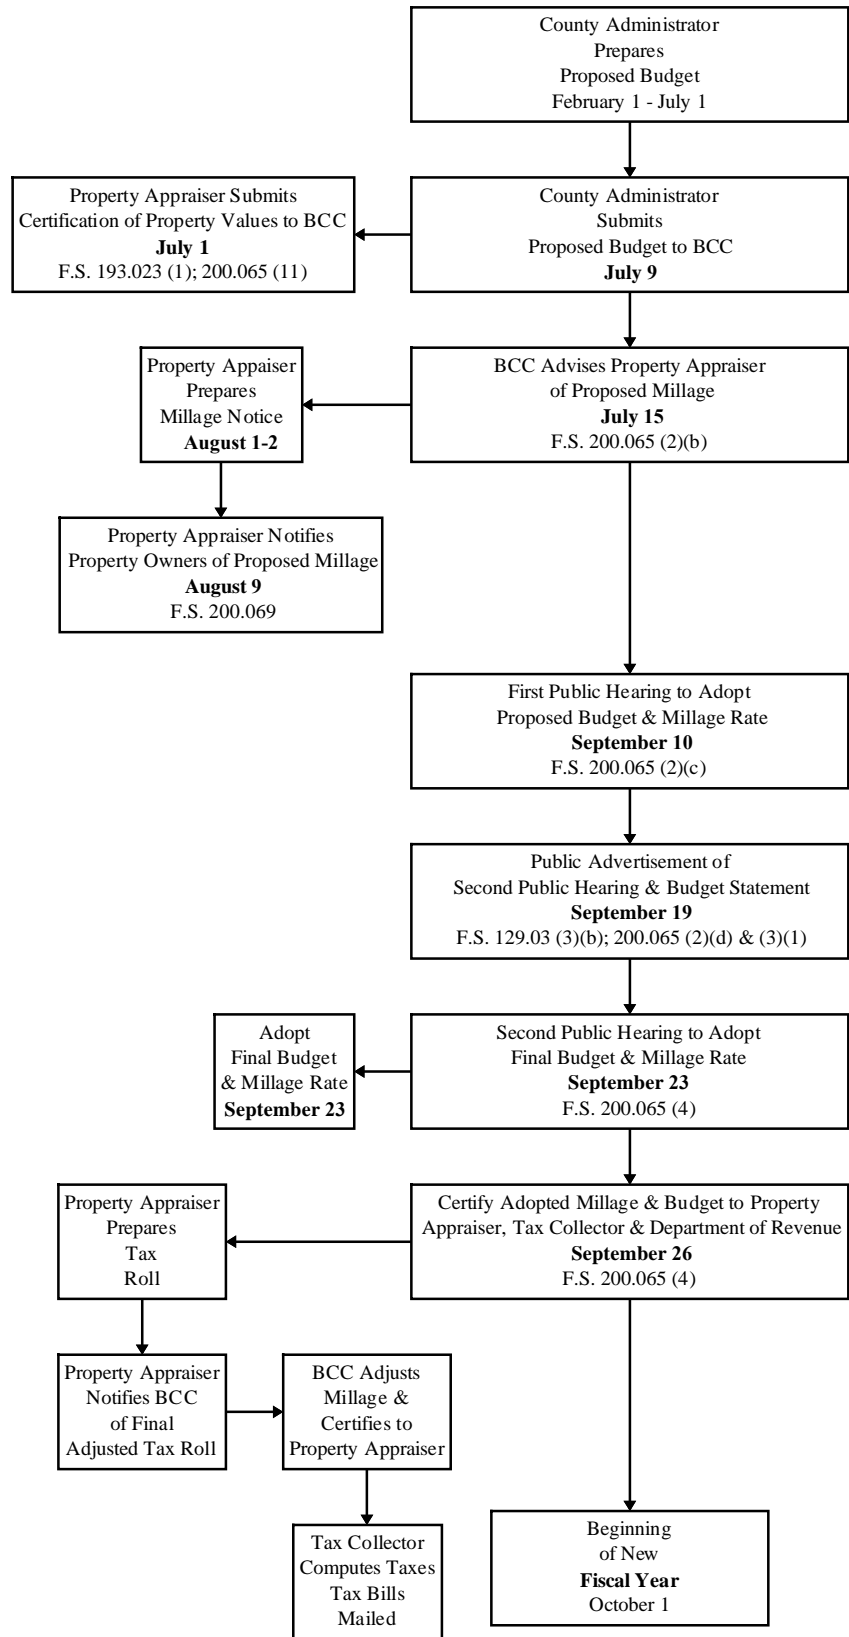 County Administrator
Prepares
Proposed Budget
February 1 - July 1
Property Appraiser Submits
Certification of Property Values to BCC
July 1
F.S. 193.023 (1); 200.065 (11)
County Administrator
Submits
Proposed Budget to BCC
July 9
Property Appaiser
Prepares
Millage Notice
August 1-2
BCC Advises Property Appraiser
of Proposed Millage
July 15
F.S. 200.065 (2)(b)
Property Appraiser Notifies
Property Owners of Proposed Millage
August 9
F.S. 200.069
First Public Hearing to Adopt
Proposed Budget & Millage Rate
September 10
F.S. 200.065 (2)(c)
Public Advertisement of
Second Public Hearing & Budget Statement
September 19
F.S. 129.03 (3)(b); 200.065 (2)(d) & (3)(1)
Adopt
Final Budget
& Millage Rate
September 23
Second Public Hearing to Adopt
Final Budget & Millage Rate
September 23
F.S. 200.065 (4)
Property Appraiser
Prepares
Tax
Roll
Certify Adopted Millage & Budget to Property
Appraiser, Tax Collector & Department of Revenue
September 26
F.S. 200.065 (4)
Property Appraiser
Notifies BCC
of Final
Adjusted Tax Roll
BCC Adjusts
Millage &
Certifies to
Property Appraiser
Tax Collector
Computes Taxes
Tax Bills
Mailed
Beginning
of New
Fiscal Year
October 1